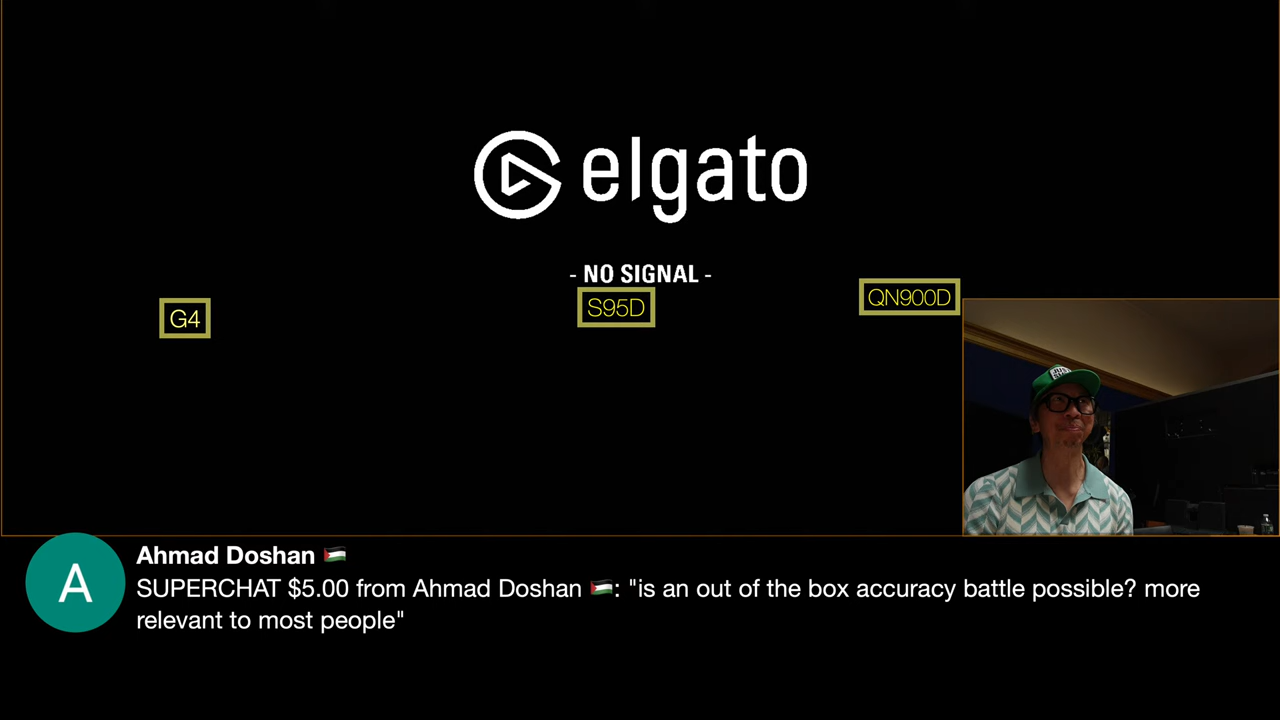 elgato
- NO SIGNAL -
G4
S95D
QN900D
A
Ahmad Doshan 🇵🇸
SUPERCHAT $5.00 from Ahmad Doshan 🇵🇸: "is an out of the box accuracy battle possible? more
relevant to most people"